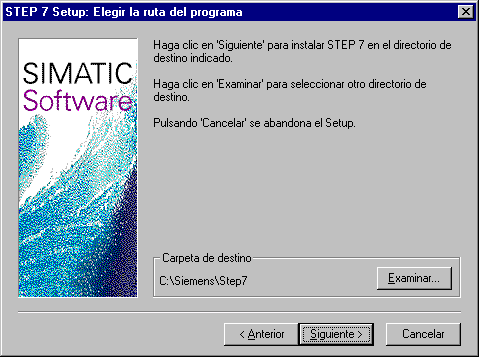 STEP 7 Setup: Elegir la ruta del programa
SIMATIC
Software
Haga clic en 'Siguiente' para instalar STEP 7 en el directorio de
destino indicado.
Haga clic en 'Examinar' para seleccionar otro directorio de
destino.
Pulsando 'Cancelar' se abandona el Setup.
Carpeta de destino
C:\Siemens\Step7
Examinar...
< Anterior
Siguiente >
Cancelar